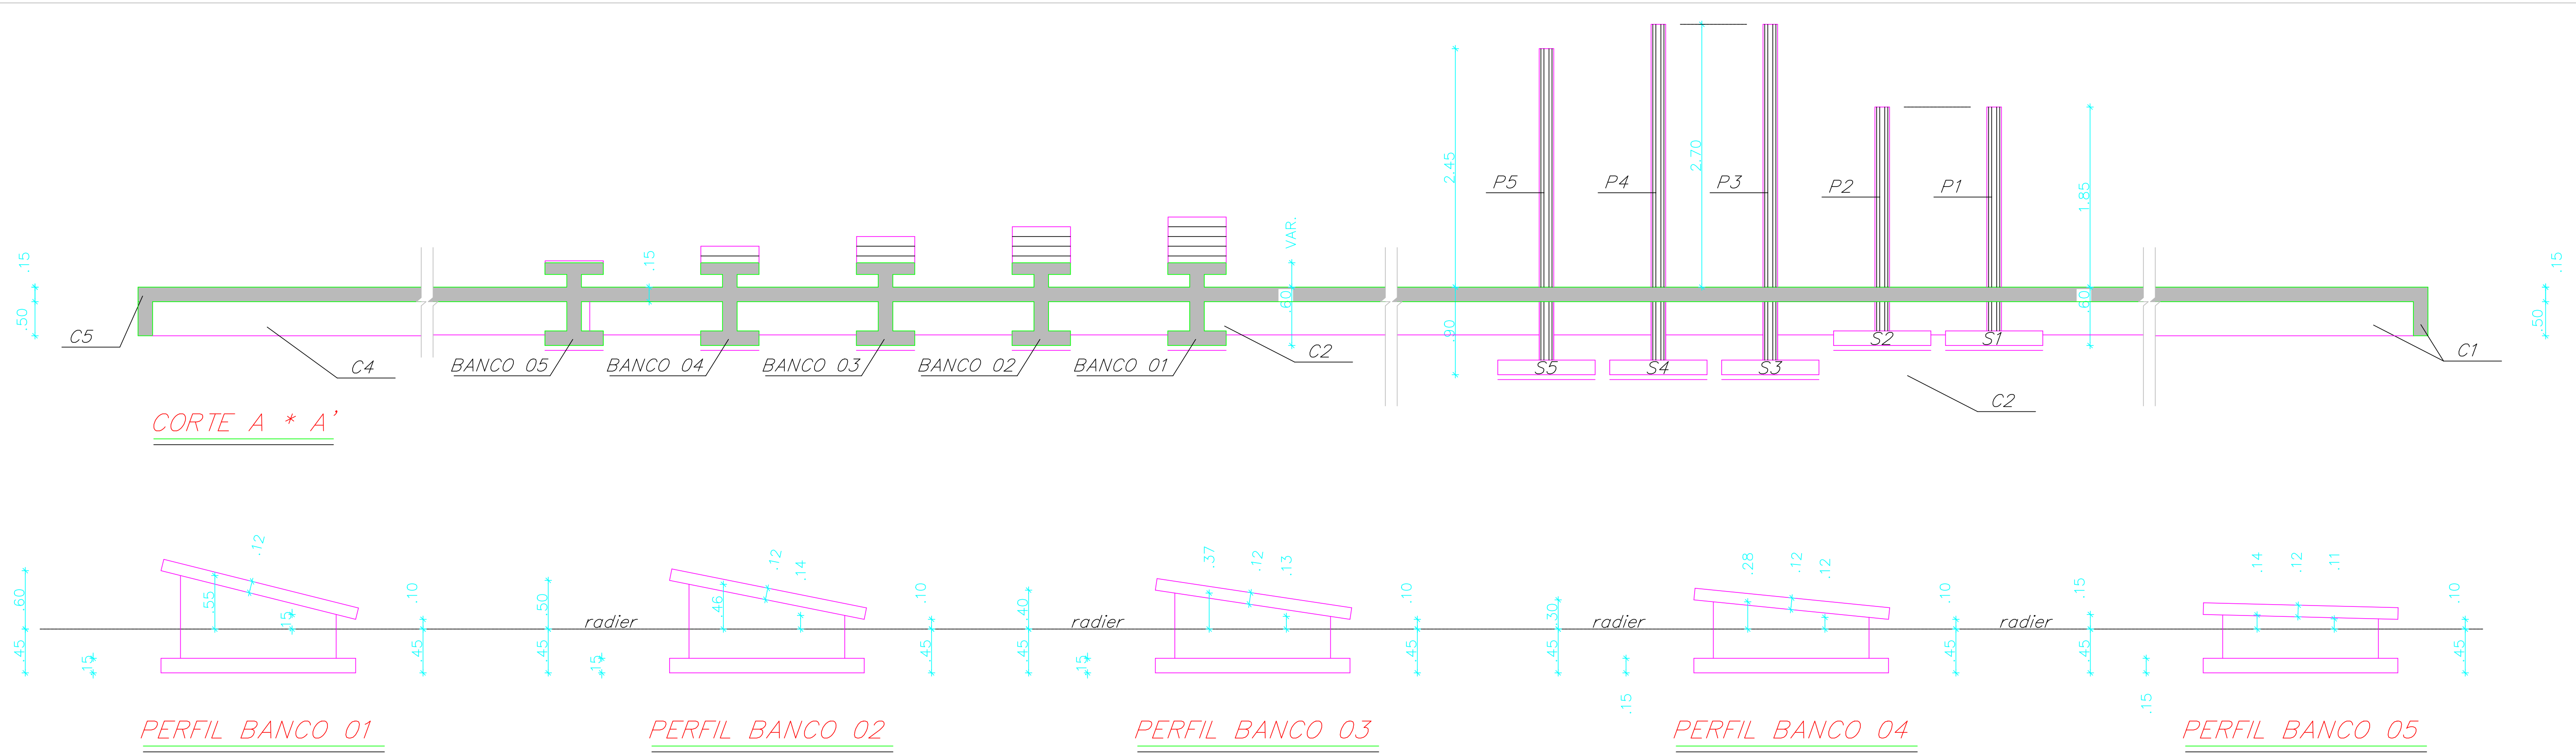 2.45
2.70
1.85
P5
P4
P3
P2
P1
VAR.
.15
.15
.15
.50
.60
.90
.60
.50
C5
C4
BANCO 05
BANCO 04
BANCO 03
BANCO 02
BANCO 01
C2
S5
S4
S3
S2
S1
C2
C1
CORTE A * A'
.60
.45
.15
.12
.55
.15
.10
.45
.50
.45
radier
.15
.46
.12
.14
.10
.45
.40
.45
radier
.15
.37
.12
.13
.10
.45
.30
.45
radier
.15
.28
.12
.12
.10
.45
radier
.15
.45
.15
.14
.12
.11
.10
.45
PERFIL BANCO 01
PERFIL BANCO 02
PERFIL BANCO 03
PERFIL BANCO 04
PERFIL BANCO 05